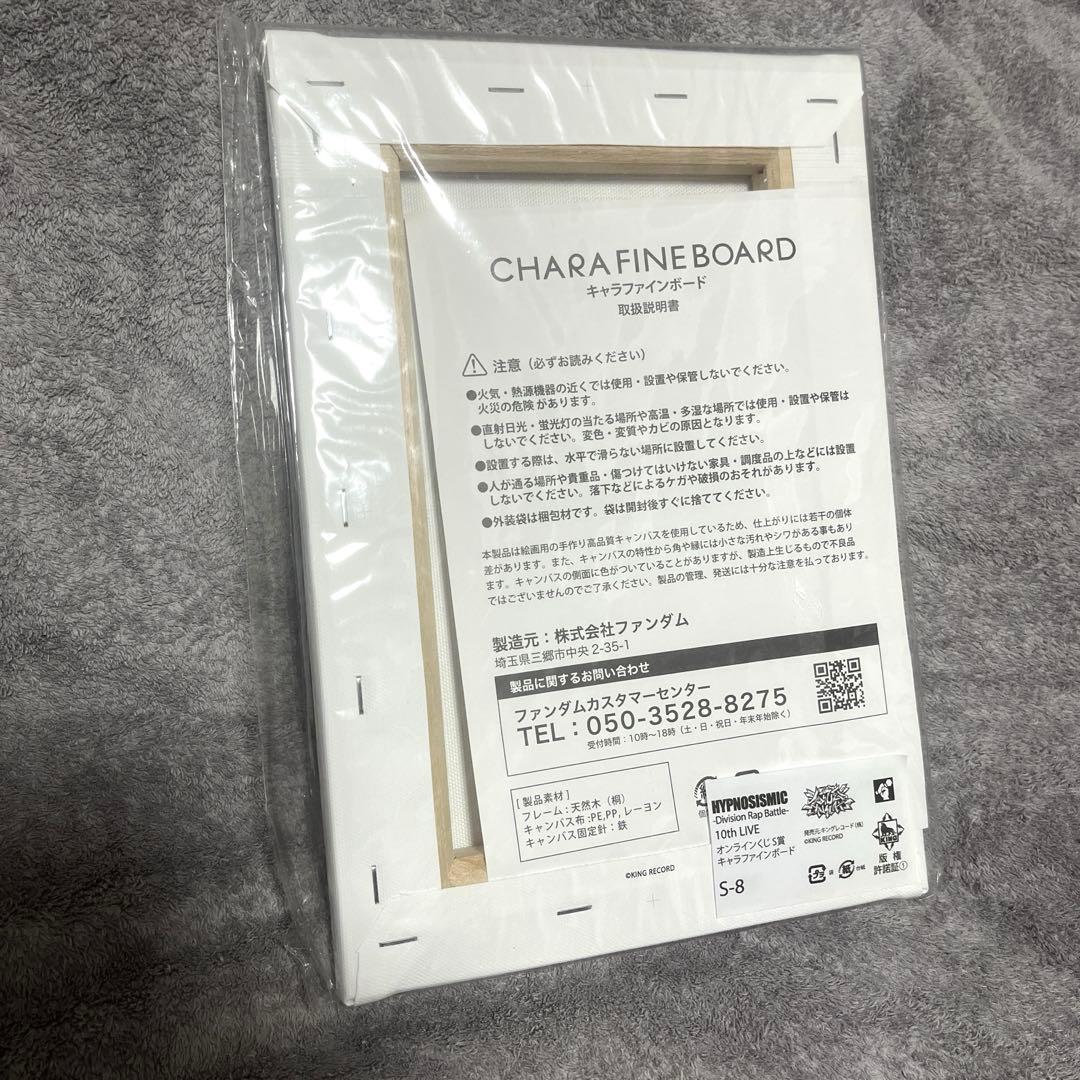 CHARA FINE BOARD
キャラファインボード
取扱説明書
注意（必ずお読みください）
●火気・熱源機器の近くでは使用・設置や保管しないでください。
火災の危険があります。
●直射日光・蛍光灯の当たる場所や高温・多湿な場所では使用・設置や保管は
しないでください。変色・変質やカビの原因となります。
●設置する際は、水平で滑らない場所に設置してください。
●人が通る場所や貴重品・傷つけてはいけない家具・調度品の上などには設置
しないでください。落下などによるケガや破損のおそれがあります。
●外装袋は梱包材です。袋は開封後すぐに捨ててください。
本製品は絵画用の手作り高品質キャンバスを使用しているため、仕上がりには若干の個体
差があります。また、キャンバスの特性から角や縁には小さな汚れやシワがある事もあり
ます。キャンバスの側面に色がついていることがありますが、製造上生じるもので不良品
ではございませんのでご了承ください。製品の管理、発送には十分な注意を払っております。
製造元：株式会社ファンダム
埼玉県三郷市中央 2-35-1
製品に関するお問い合わせ
ファンダムカスタマーセンター
TEL：050-3528-8275
受付時間：10時～18時（土・日・祝日・年末年始除く）
[ 製品素材 ]
フレーム：天然木（桐）
キャンバス布：PE,PP, レーヨン
キャンバス固定針：鉄
©KING RECORD
HYPNOSISMIC
-Division Rap Battle-
10th LIVE
オンラインくじ S賞
キャラファインボード
S-8
発売元:キングレコード(株)
©KING RECORD
プラ
袋
紙
台紙
KING
版権
許諾証①